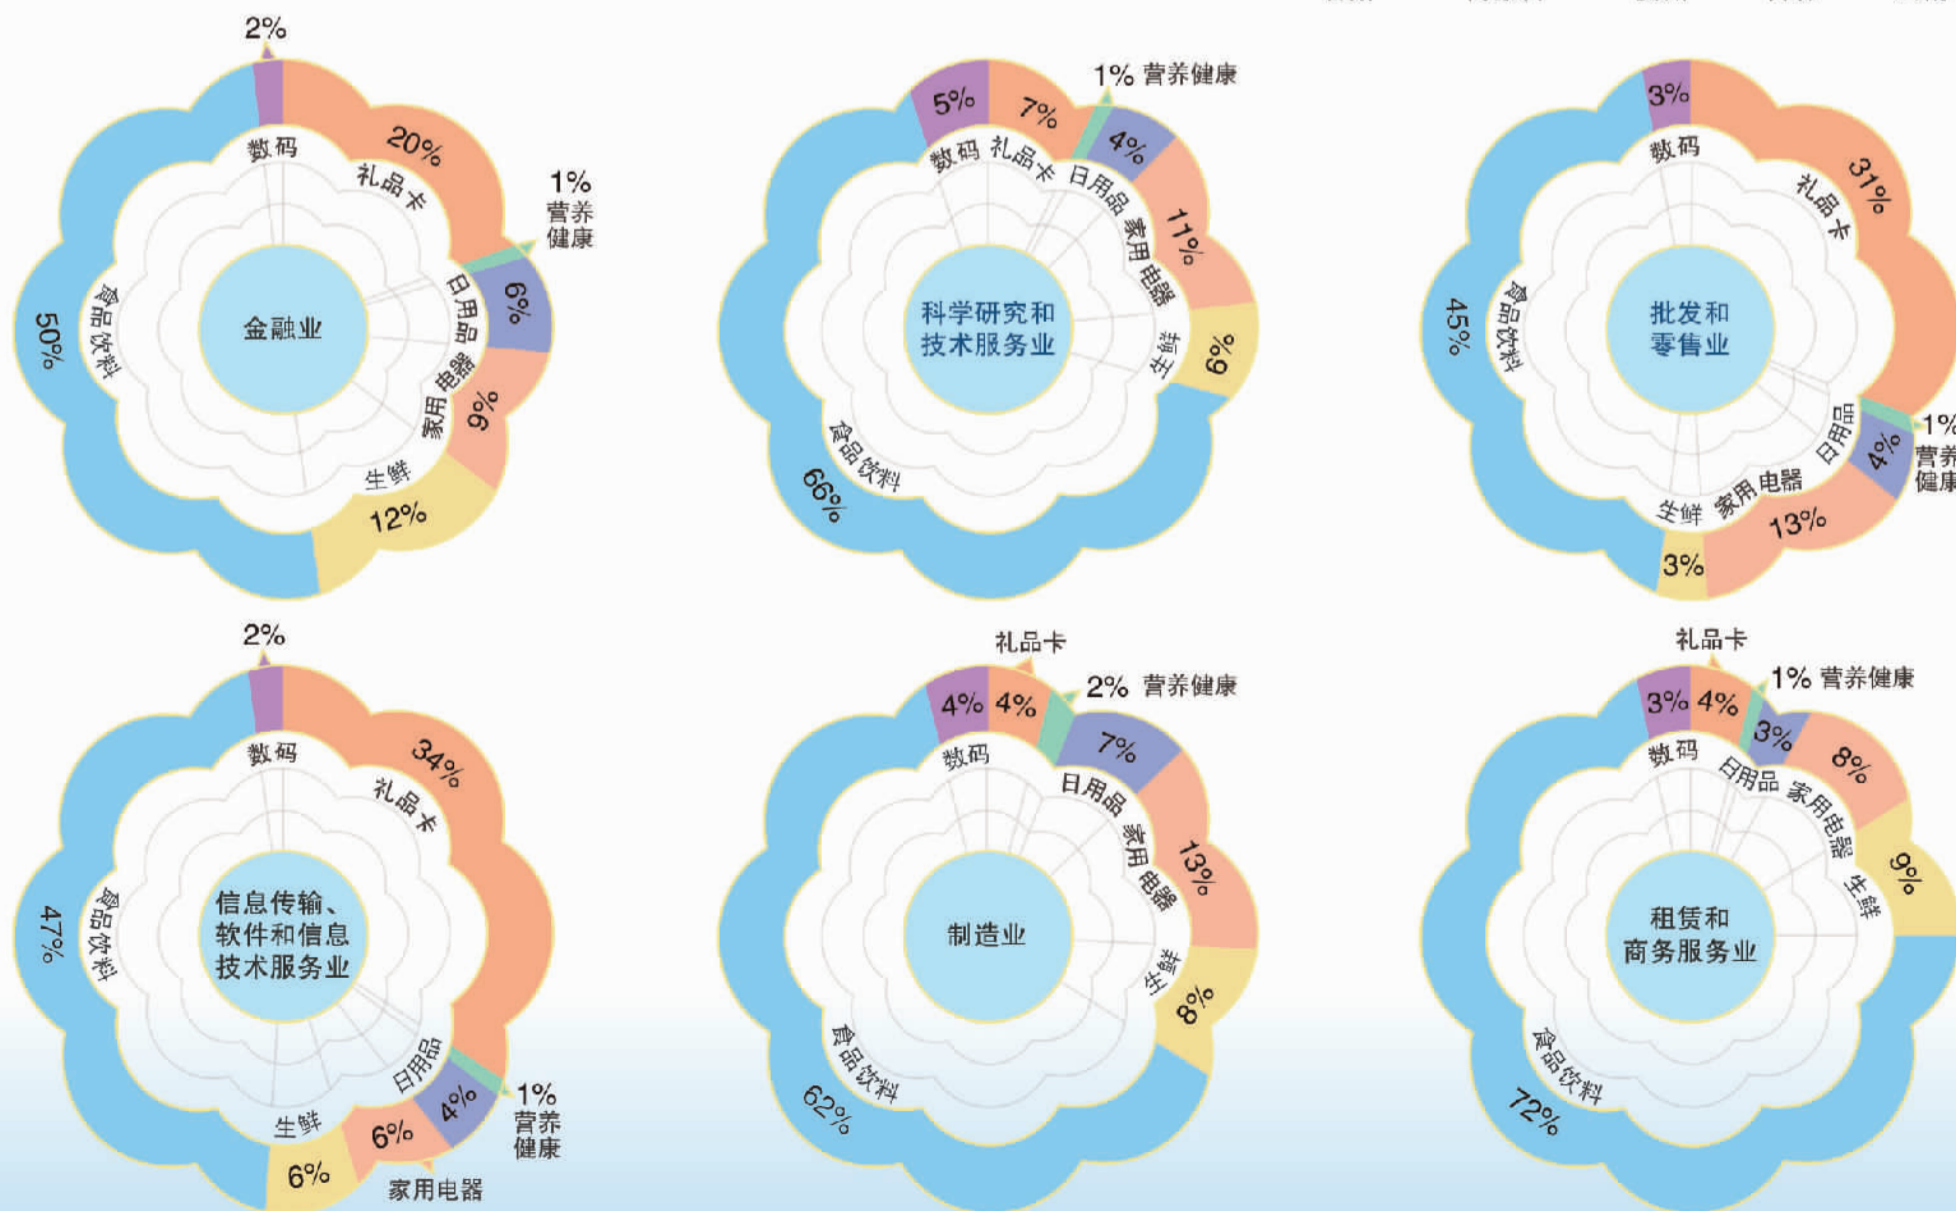 2%
数码
20%
礼品卡
1%
营养
健康
6%
日用品
9%
家用电器
12%
生鲜
50%
食品饮料
金融业
5%
数码
7%
礼品卡
1% 营养健康
4%
日用品
11%
家用电器
6%
生鲜
66%
食品饮料
科学研究和
技术服务业
3%
数码
31%
礼品卡
1%
营养
健康
4%
日用品
13%
家用电器
3%
生鲜
45%
食品饮料
批发和
零售业
2%
数码
34%
礼品卡
1%
营养
健康
4%
日用品
6%
家用电器
6%
生鲜
47%
食品饮料
信息传输、
软件和信息
技术服务业
4%
数码
礼品卡
4%
2% 营养健康
7%
日用品
13%
家用电器
8%
生鲜
62%
食品饮料
制造业
3%
数码
礼品卡
4%
1% 营养健康
3%
日用品
8%
家用电器
9%
生鲜
72%
食品饮料
租赁和
商务服务业